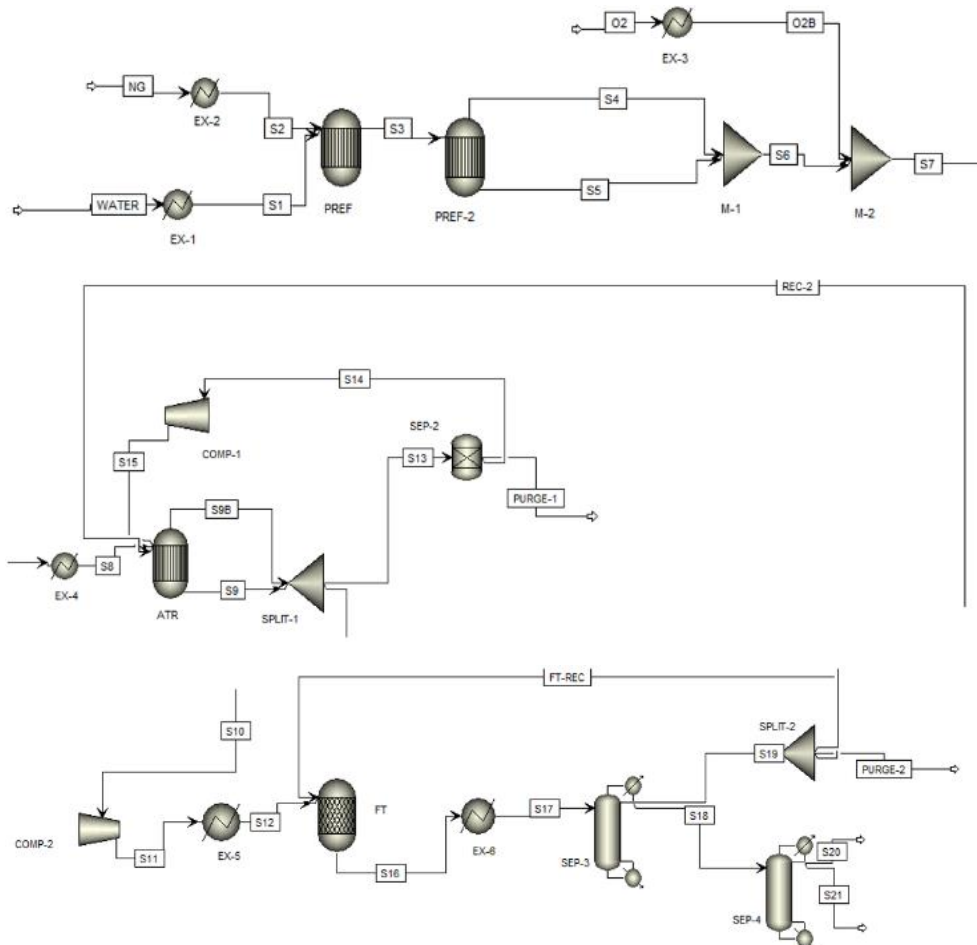 O2
O2B
EX-3
NG
EX-2
S2
S3
S4
PREF
S6
S7
WATER
S1
S5
EX-1
PREF-2
M-1
M-2
REC-2
S14
SEP-2
COMP-1
S13
S15
PURGE-1
S9B
S8
EX-4
S9
ATR
SPLIT-1
FT-REC
SPLIT-2
S10
S19
PURGE-2
S12
FT
S17
S18
COMP-2
S11
EX-5
EX-6
S16
SEP-3
S20
S21
SEP-4